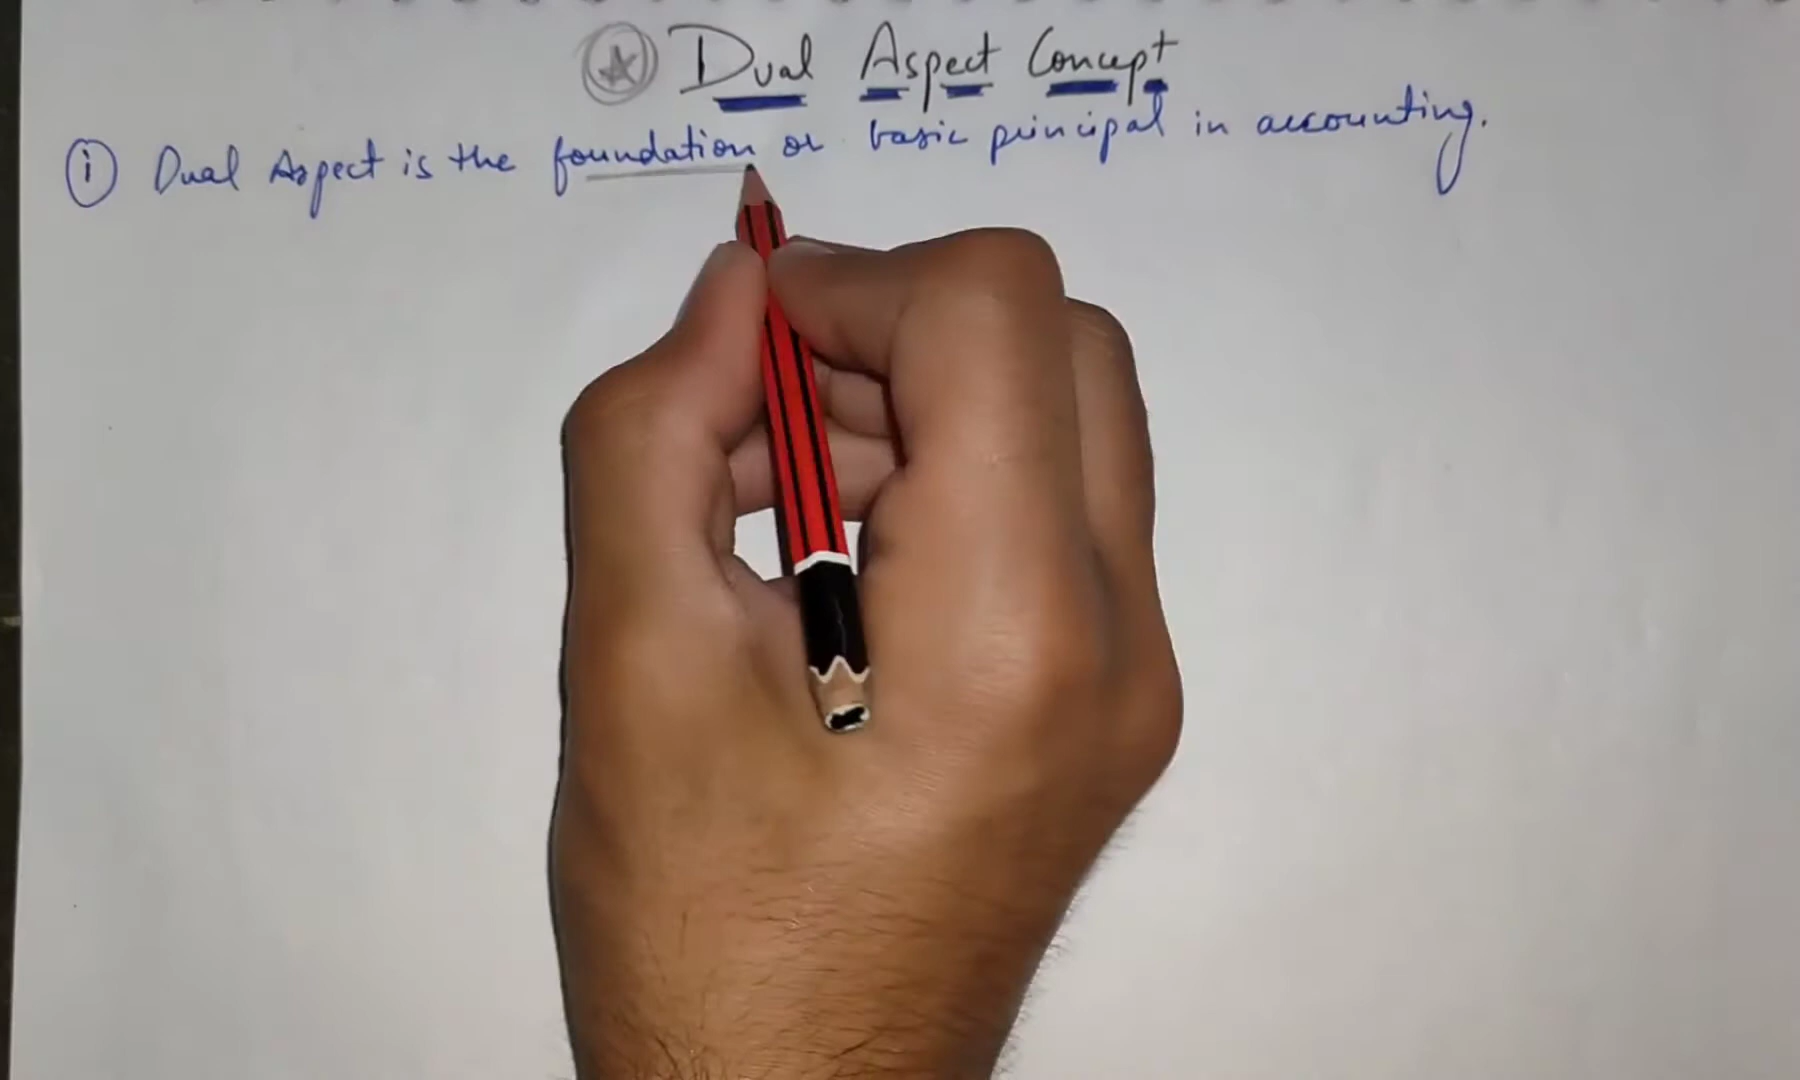 Dual Aspect Concept
i Dual Aspect is the foundation or basic principal in accounting.